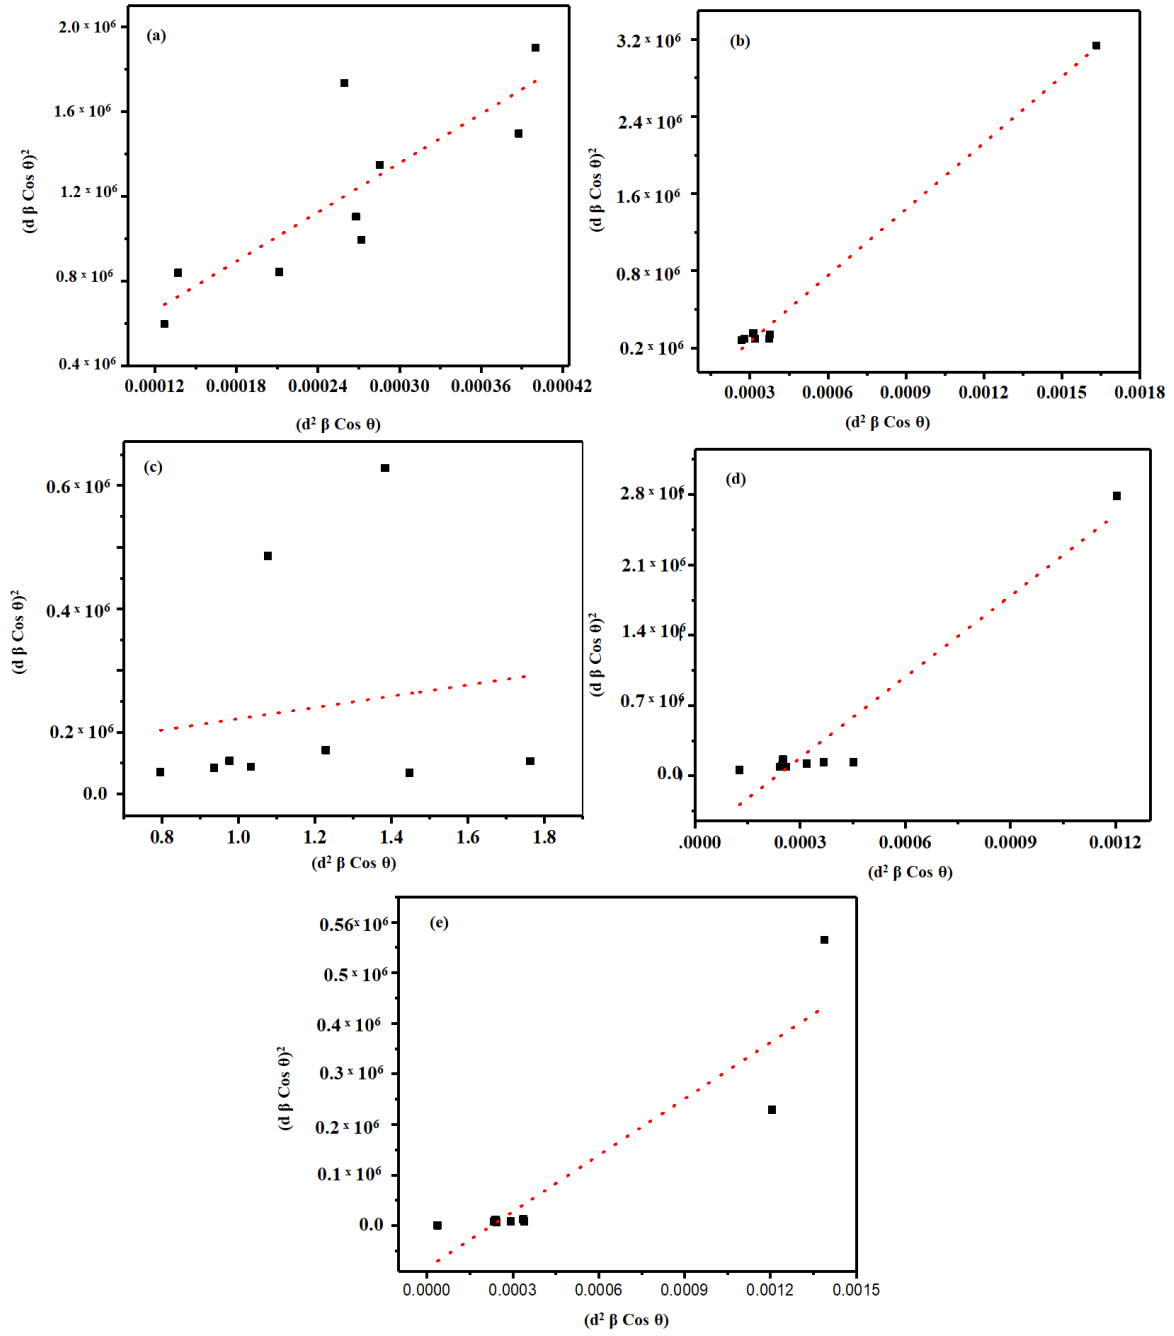 (a)
2.0 x 10⁶
1.6 x 10⁶
1.2 x 10⁶
0.8 x 10⁶
0.4 x 10⁶
(d β Cos θ)²
0.00012 0.00018 0.00024 0.00030 0.00036 0.00042
(d² β Cos θ)
(b)
3.2 x 10⁶
2.4 x 10⁶
1.6 x 10⁶
0.8 x 10⁶
0.2 x 10⁶
(d β Cos θ)²
0.0003 0.0006 0.0009 0.0012 0.0015 0.0018
(d² β Cos θ)
(c)
0.6 x 10⁶
0.4 x 10⁶
0.2 x 10⁶
0.0
(d β Cos θ)²
0.8 1.0 1.2 1.4 1.6 1.8
(d² β Cos θ)
(d)
2.8 x 10⁶
2.1 x 10⁶
1.4 x 10⁶
0.7 x 10⁶
0.0
(d β Cos θ)²
.0000 0.0003 0.0006 0.0009 0.0012
(d² β Cos θ)
(e)
0.56 x 10⁶
0.5 x 10⁶
0.4 x 10⁶
0.3 x 10⁶
0.2 x 10⁶
0.1 x 10⁶
0.0
(d β Cos θ)²
0.0000 0.0003 0.0006 0.0009 0.0012 0.0015
(d² β Cos θ)